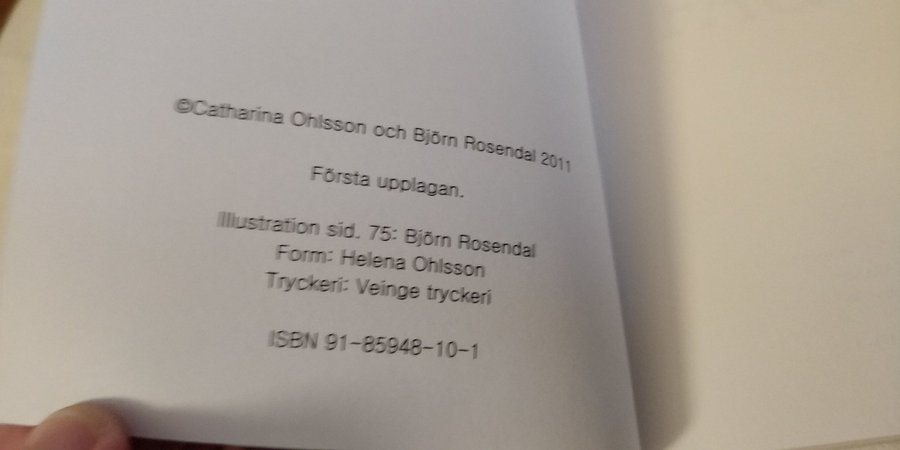 ©Catharina Ohlsson och Björn Rosendal 2011
Första upplagan.
Illustration sid. 75: Björn Rosendal
Form: Helena Ohlsson
Tryckeri: Veinge tryckeri
ISBN 91-85948-10-1